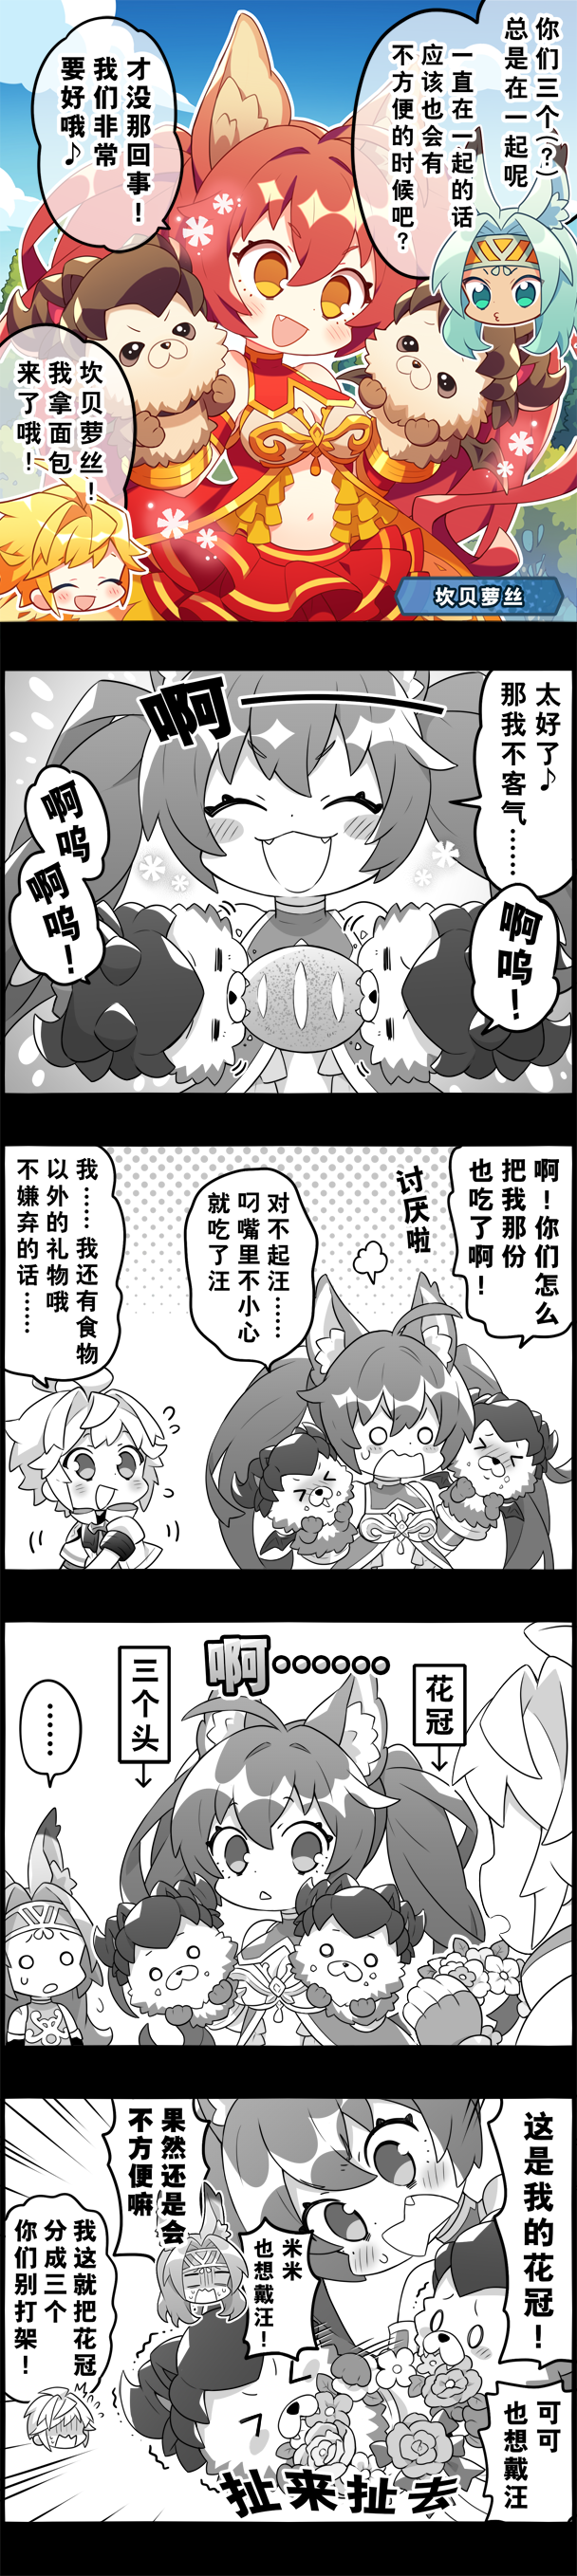 你们三个(?)
总是在一起呢
一直在一起的话
应该也会有
不方便的时候吧?
才没那回事!
我们非常
要好哦♪
坎贝萝丝!
我拿面包
来了哦!
坎贝萝丝
太好了♪
那我不客气……
啊——————
啊呜!
啊呜
啊呜!
啊!你们怎么
把我那份
也吃了啊!
讨厌啦
对不起汪……
叼嘴里不小心
就吃了汪
我……我还有食物
以外的礼物哦
不嫌弃的话……
花冠
啊……
三个头
……
这是我的花冠!
可可
也想戴汪
米米
也想戴汪!
果然还是会
不方便嘛
我这就把花冠
分成三个
你们别打架!
扯来扯去